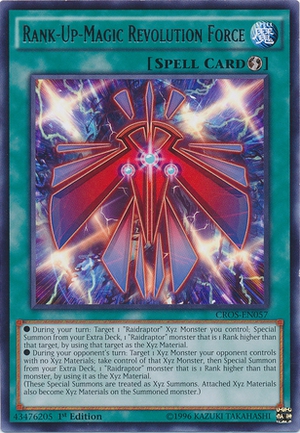 Rank-Up-Magic Revolution Force
[Spell Card]
CROS-EN057
● During your turn: Target 1 "Raidraptor" Xyz Monster you control; Special
Summon from your Extra Deck, 1 "Raidraptor" monster that is 1 Rank higher than
that target, by using that target as the Xyz Material.
● During your opponent's turn: Target 1 Xyz Monster your opponent controls
with no Xyz Materials; take control of that Xyz Monster, then Special Summon
from your Extra Deck, 1 "Raidraptor" monster that is 1 Rank higher than that
monster, by using it as the Xyz Material.
(These Special Summons are treated as Xyz Summons. Attached Xyz Materials
also become Xyz Materials on the Summoned monster.)
43476205 1st Edition ©1996 KAZUKI TAKAHASHI